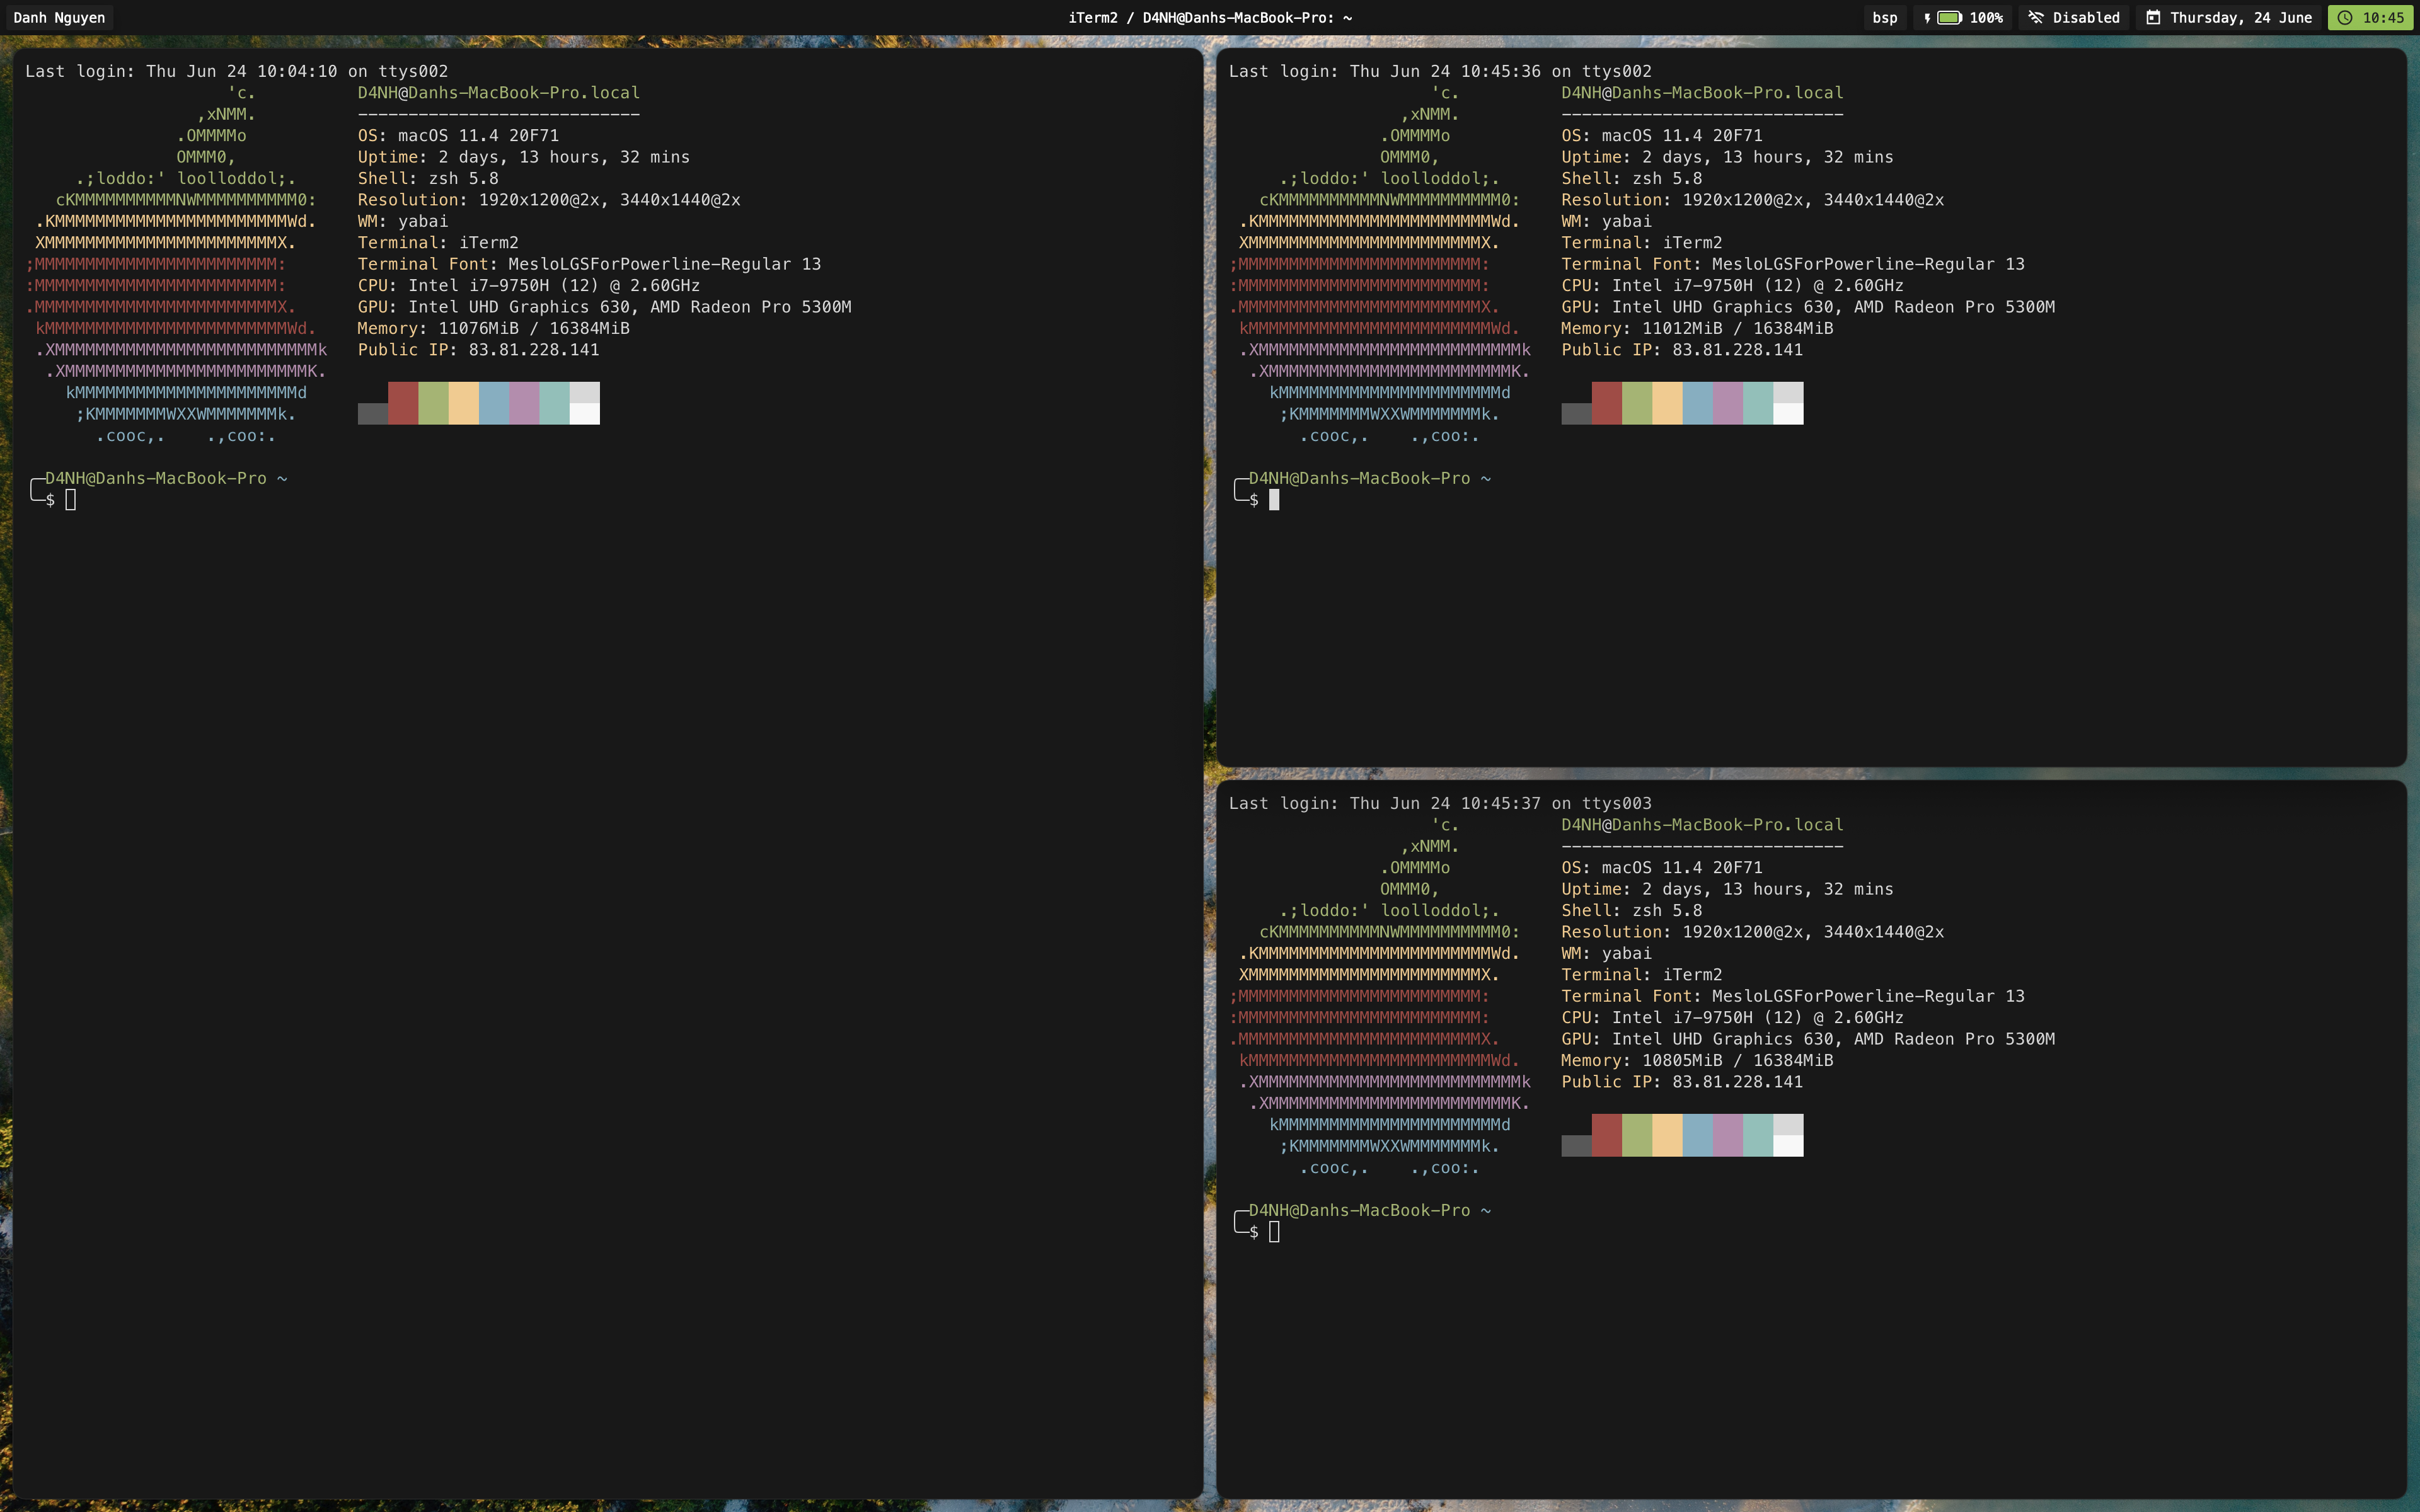 Danh Nguyen
iTerm2 / D4NH@Danhs-MacBook-Pro: ~
bsp
100%
Disabled
Thursday, 24 June
10:45
Last login: Thu Jun 24 10:04:10 on ttys002
'c.
,xNMM.
.OMMMMo
OMMM0,
.;loddo:' loolloddol;.
cKMMMMMMMMMMNWMMMMMMMMMM0:
.KMMMMMMMMMMMMMMMMMMMMMMMWd.
XMMMMMMMMMMMMMMMMMMMMMMMX.
;MMMMMMMMMMMMMMMMMMMMMMMM:
:MMMMMMMMMMMMMMMMMMMMMMMM:
.MMMMMMMMMMMMMMMMMMMMMMMMX.
kMMMMMMMMMMMMMMMMMMMMMMMMWd.
.XMMMMMMMMMMMMMMMMMMMMMMMMMMk
.XMMMMMMMMMMMMMMMMMMMMMMMMK.
kMMMMMMMMMMMMMMMMMMMMMMd
;KMMMMMMMWXXWMMMMMMMk.
.cooc,.    .,coo:.
D4NH@Danhs-MacBook-Pro.local
----------------------------
OS: macOS 11.4 20F71
Uptime: 2 days, 13 hours, 32 mins
Shell: zsh 5.8
Resolution: 1920x1200@2x, 3440x1440@2x
WM: yabai
Terminal: iTerm2
Terminal Font: MesloLGSForPowerline-Regular 13
CPU: Intel i7-9750H (12) @ 2.60GHz
GPU: Intel UHD Graphics 630, AMD Radeon Pro 5300M
Memory: 11076MiB / 16384MiB
Public IP: 83.81.228.141
╭─D4NH@Danhs-MacBook-Pro ~
╰─$
Last login: Thu Jun 24 10:45:36 on ttys002
'c.
,xNMM.
.OMMMMo
OMMM0,
.;loddo:' loolloddol;.
cKMMMMMMMMMMNWMMMMMMMMMM0:
.KMMMMMMMMMMMMMMMMMMMMMMMWd.
XMMMMMMMMMMMMMMMMMMMMMMMX.
;MMMMMMMMMMMMMMMMMMMMMMMM:
:MMMMMMMMMMMMMMMMMMMMMMMM:
.MMMMMMMMMMMMMMMMMMMMMMMMX.
kMMMMMMMMMMMMMMMMMMMMMMMMWd.
.XMMMMMMMMMMMMMMMMMMMMMMMMMMk
.XMMMMMMMMMMMMMMMMMMMMMMMMK.
kMMMMMMMMMMMMMMMMMMMMMMd
;KMMMMMMMWXXWMMMMMMMk.
.cooc,.    .,coo:.
D4NH@Danhs-MacBook-Pro.local
----------------------------
OS: macOS 11.4 20F71
Uptime: 2 days, 13 hours, 32 mins
Shell: zsh 5.8
Resolution: 1920x1200@2x, 3440x1440@2x
WM: yabai
Terminal: iTerm2
Terminal Font: MesloLGSForPowerline-Regular 13
CPU: Intel i7-9750H (12) @ 2.60GHz
GPU: Intel UHD Graphics 630, AMD Radeon Pro 5300M
Memory: 11012MiB / 16384MiB
Public IP: 83.81.228.141
╭─D4NH@Danhs-MacBook-Pro ~
╰─$
Last login: Thu Jun 24 10:45:37 on ttys003
'c.
,xNMM.
.OMMMMo
OMMM0,
.;loddo:' loolloddol;.
cKMMMMMMMMMMNWMMMMMMMMMM0:
.KMMMMMMMMMMMMMMMMMMMMMMMWd.
XMMMMMMMMMMMMMMMMMMMMMMMX.
;MMMMMMMMMMMMMMMMMMMMMMMM:
:MMMMMMMMMMMMMMMMMMMMMMMM:
.MMMMMMMMMMMMMMMMMMMMMMMMX.
kMMMMMMMMMMMMMMMMMMMMMMMMWd.
.XMMMMMMMMMMMMMMMMMMMMMMMMMMk
.XMMMMMMMMMMMMMMMMMMMMMMMMK.
kMMMMMMMMMMMMMMMMMMMMMMd
;KMMMMMMMWXXWMMMMMMMk.
.cooc,.    .,coo:.
D4NH@Danhs-MacBook-Pro.local
----------------------------
OS: macOS 11.4 20F71
Uptime: 2 days, 13 hours, 32 mins
Shell: zsh 5.8
Resolution: 1920x1200@2x, 3440x1440@2x
WM: yabai
Terminal: iTerm2
Terminal Font: MesloLGSForPowerline-Regular 13
CPU: Intel i7-9750H (12) @ 2.60GHz
GPU: Intel UHD Graphics 630, AMD Radeon Pro 5300M
Memory: 10805MiB / 16384MiB
Public IP: 83.81.228.141
╭─D4NH@Danhs-MacBook-Pro ~
╰─$